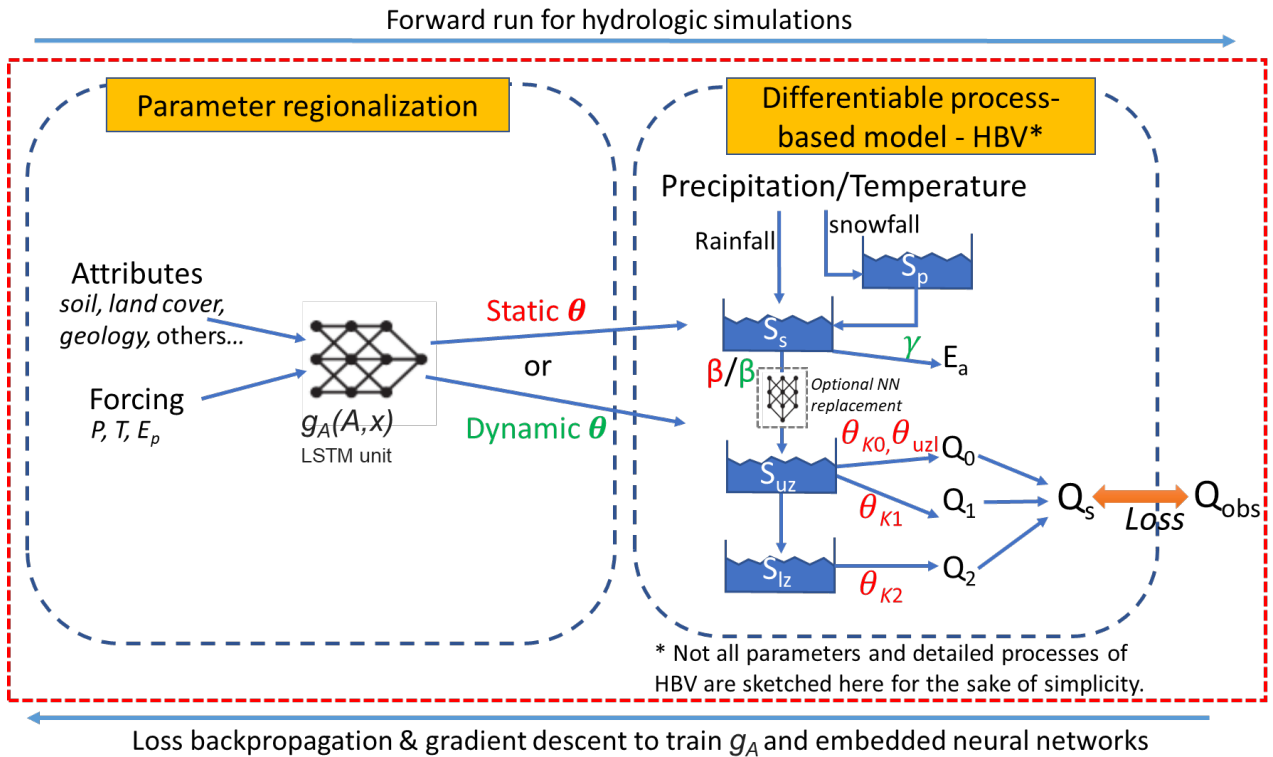 Forward run for hydrologic simulations
Parameter regionalization
Differentiable process-
based model - HBV*
Precipitation/Temperature
Rainfall
snowfall
Sp
Attributes
soil, land cover,
geology, others...
Forcing
P, T, Ep
gA(A,x)
LSTM unit
Static θ
or
Dynamic θ
Ss
γ
Ea
β/β
Optional NN
replacement
Suz
θK0,θuzl
Q0
θK1
Q1
Slz
θK2
Q2
Qs
Loss
Qobs
* Not all parameters and detailed processes of
HBV are sketched here for the sake of simplicity.
Loss backpropagation & gradient descent to train gA and embedded neural networks